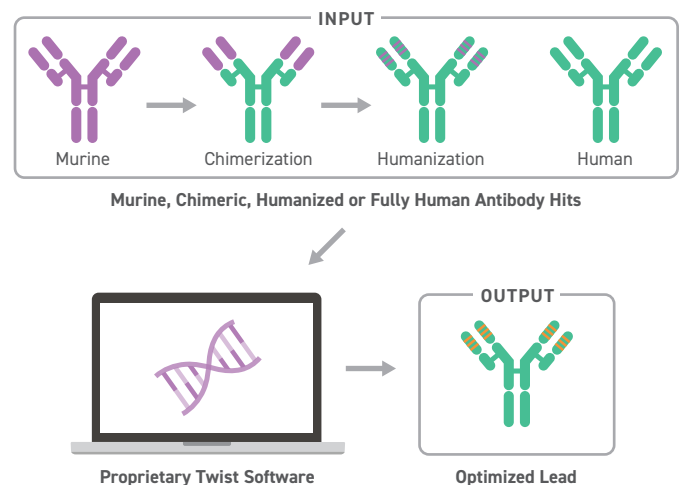 INPUT
Murine
Chimerization
Humanization
Human
Murine, Chimeric, Humanized or Fully Human Antibody Hits
OUTPUT
Proprietary Twist Software
Optimized Lead